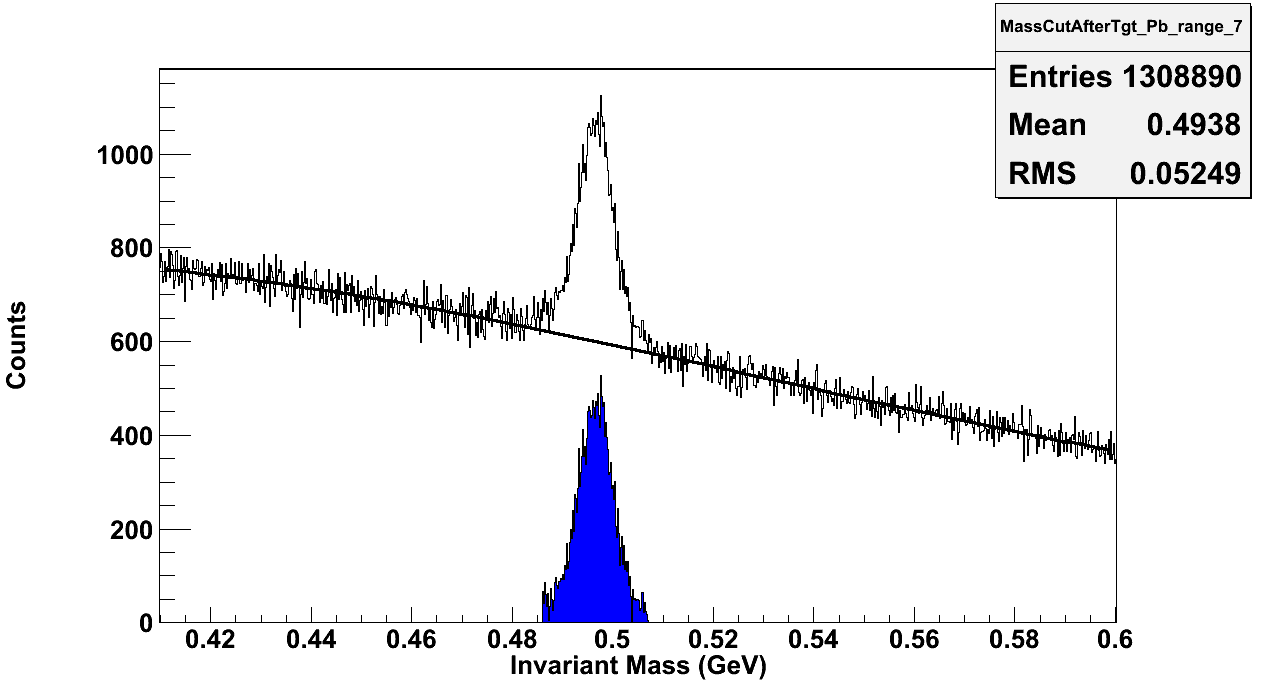 MassCutAfterTgt_Pb_range_7
Entries 1308890
Mean 0.4938
RMS 0.05249
Counts
1000
800
600
400
200
0
0.42 0.44 0.46 0.48 0.5 0.52 0.54 0.56 0.58 0.6
Invariant Mass (GeV)